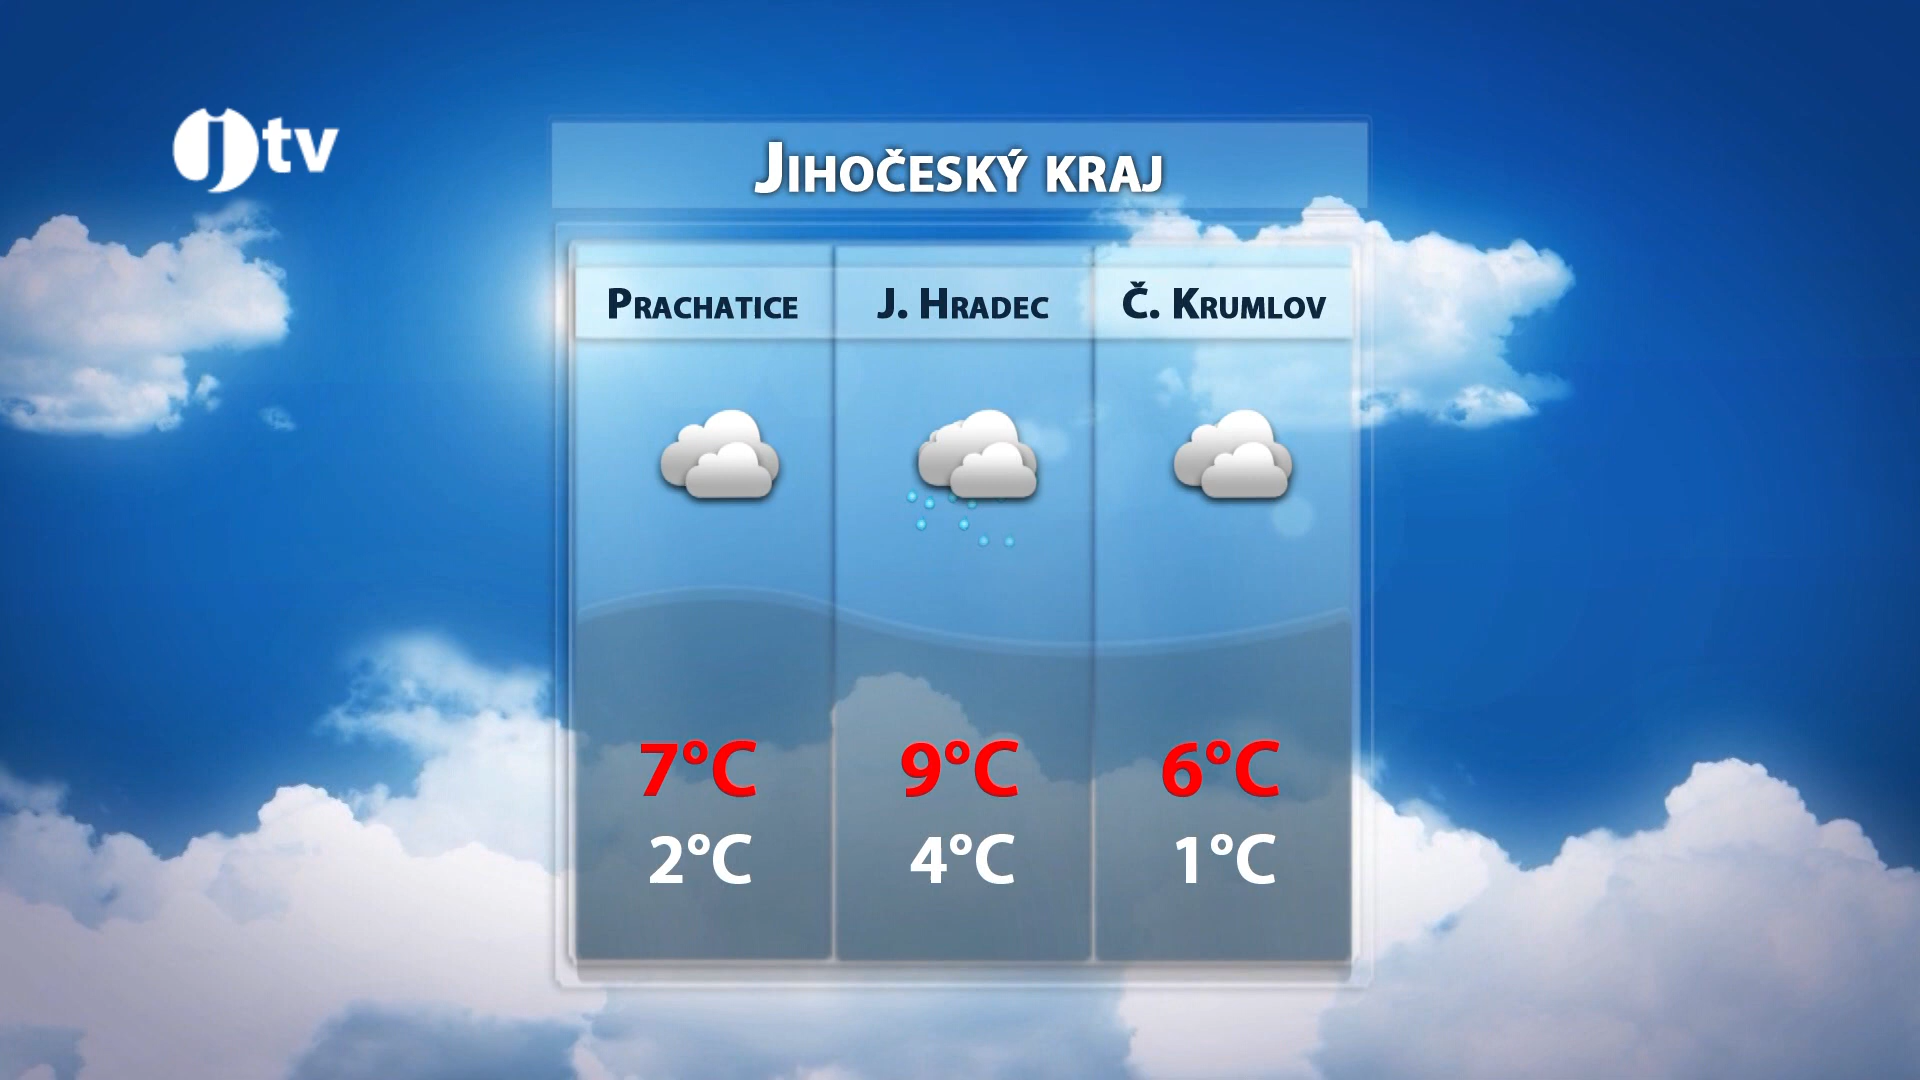 jtv
Jihočeský kraj
Prachatice
J. Hradec
Č. Krumlov
7°C
9°C
6°C
2°C
4°C
1°C